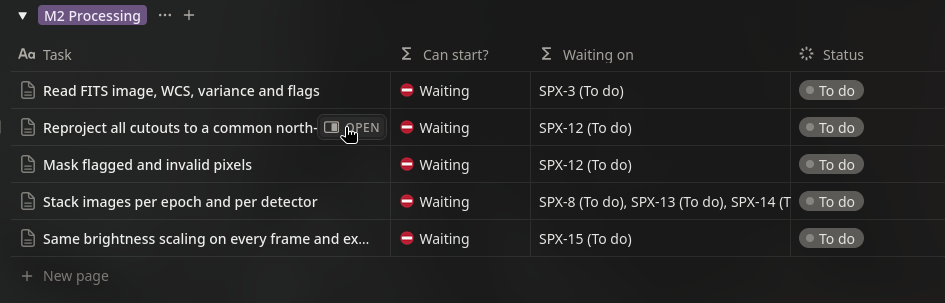 M2 Processing
Aa Task Σ Can start? Σ Waiting on Status
Read FITS image, WCS, variance and flags Waiting SPX-3 (To do) To do
Reproject all cutouts to a common north- OPEN Waiting SPX-12 (To do) To do
Mask flagged and invalid pixels Waiting SPX-12 (To do) To do
Stack images per epoch and per detector Waiting SPX-8 (To do), SPX-13 (To do), SPX-14 (T To do
Same brightness scaling on every frame and ex... Waiting SPX-15 (To do) To do
+ New page